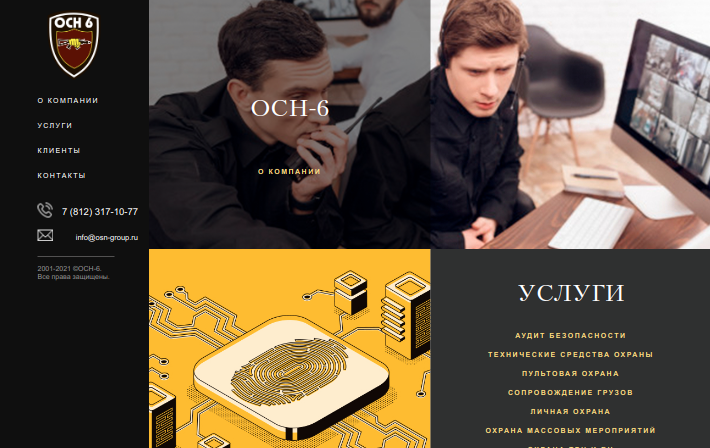 ОСН 6
О КОМПАНИИ
УСЛУГИ
КЛИЕНТЫ
КОНТАКТЫ
7 (812) 317-10-77
info@osn-group.ru
2001-2021 ©ОСН-6.
Все права защищены.
ОСН-6
О КОМПАНИИ
УСЛУГИ
АУДИТ БЕЗОПАСНОСТИ
ТЕХНИЧЕСКИЕ СРЕДСТВА ОХРАНЫ
ПУЛЬТОВАЯ ОХРАНА
СОПРОВОЖДЕНИЕ ГРУЗОВ
ЛИЧНАЯ ОХРАНА
ОХРАНА МАССОВЫХ МЕРОПРИЯТИЙ